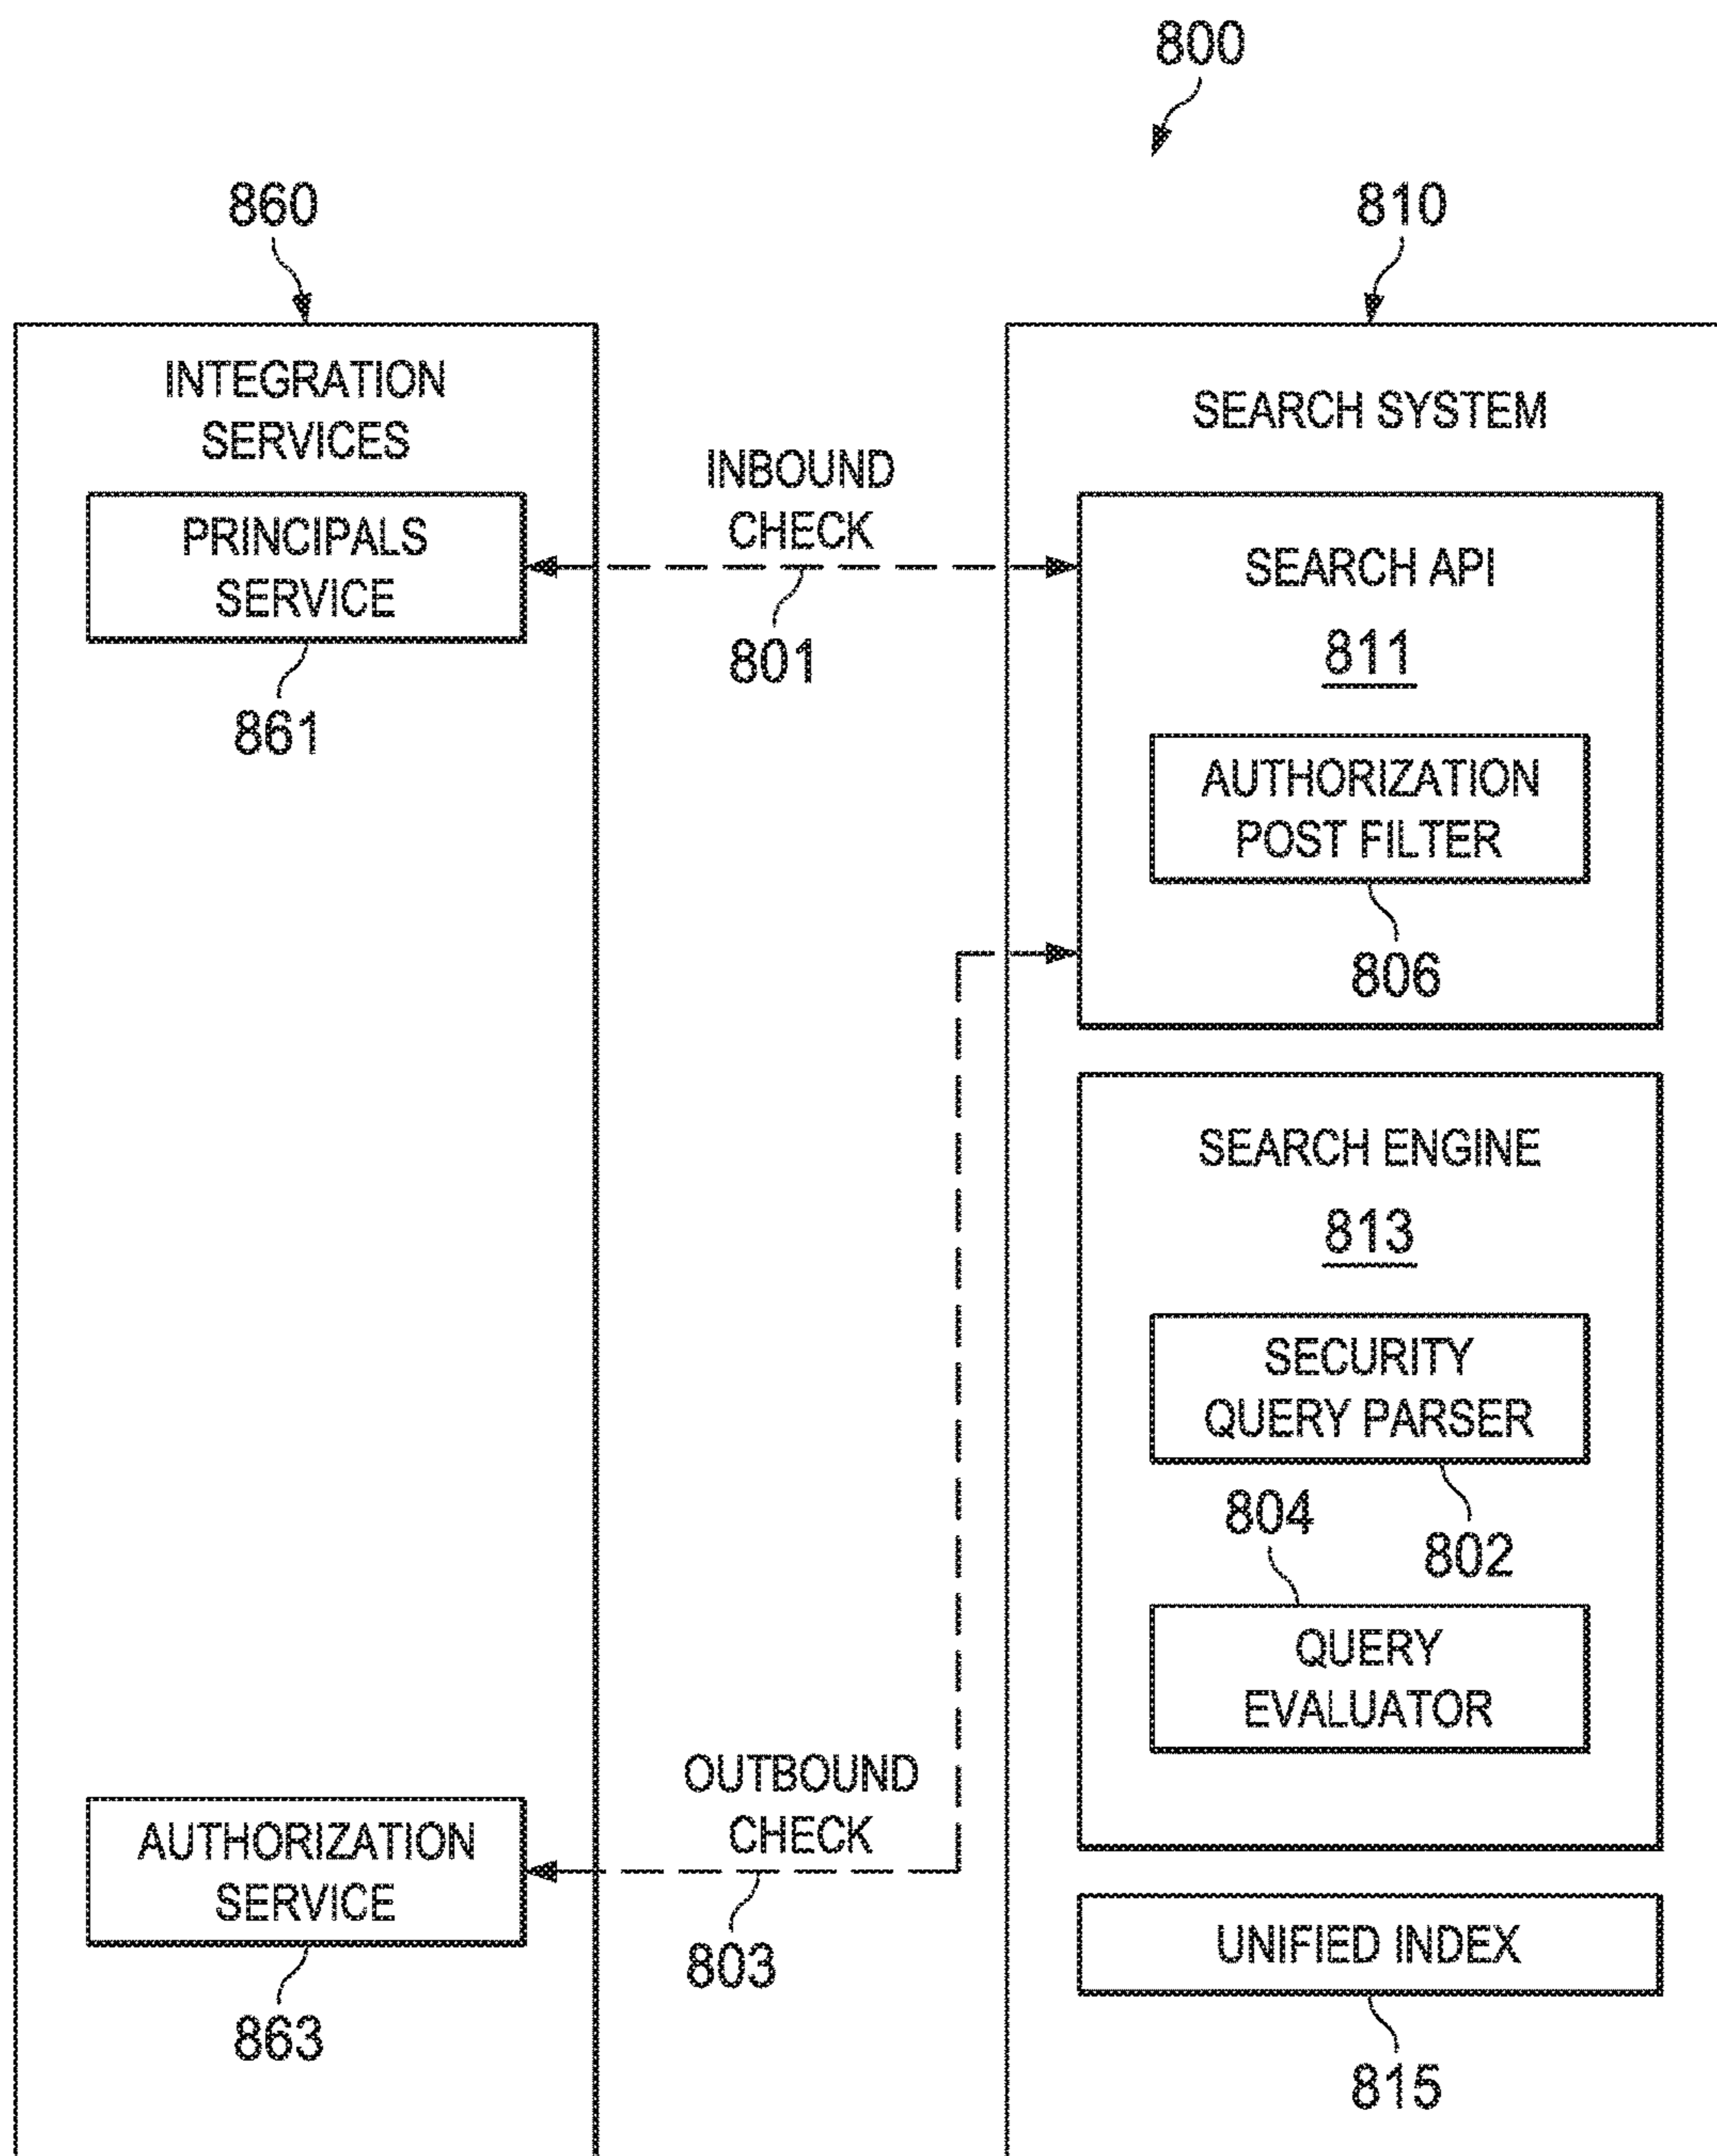 800
860
810
INTEGRATION
SERVICES
PRINCIPALS
SERVICE
861
INBOUND
CHECK
801
SEARCH SYSTEM
SEARCH API
811
AUTHORIZATION
POST FILTER
806
SEARCH ENGINE
813
SECURITY
QUERY PARSER
802
804
QUERY
EVALUATOR
OUTBOUND
CHECK
803
AUTHORIZATION
SERVICE
863
UNIFIED INDEX
815